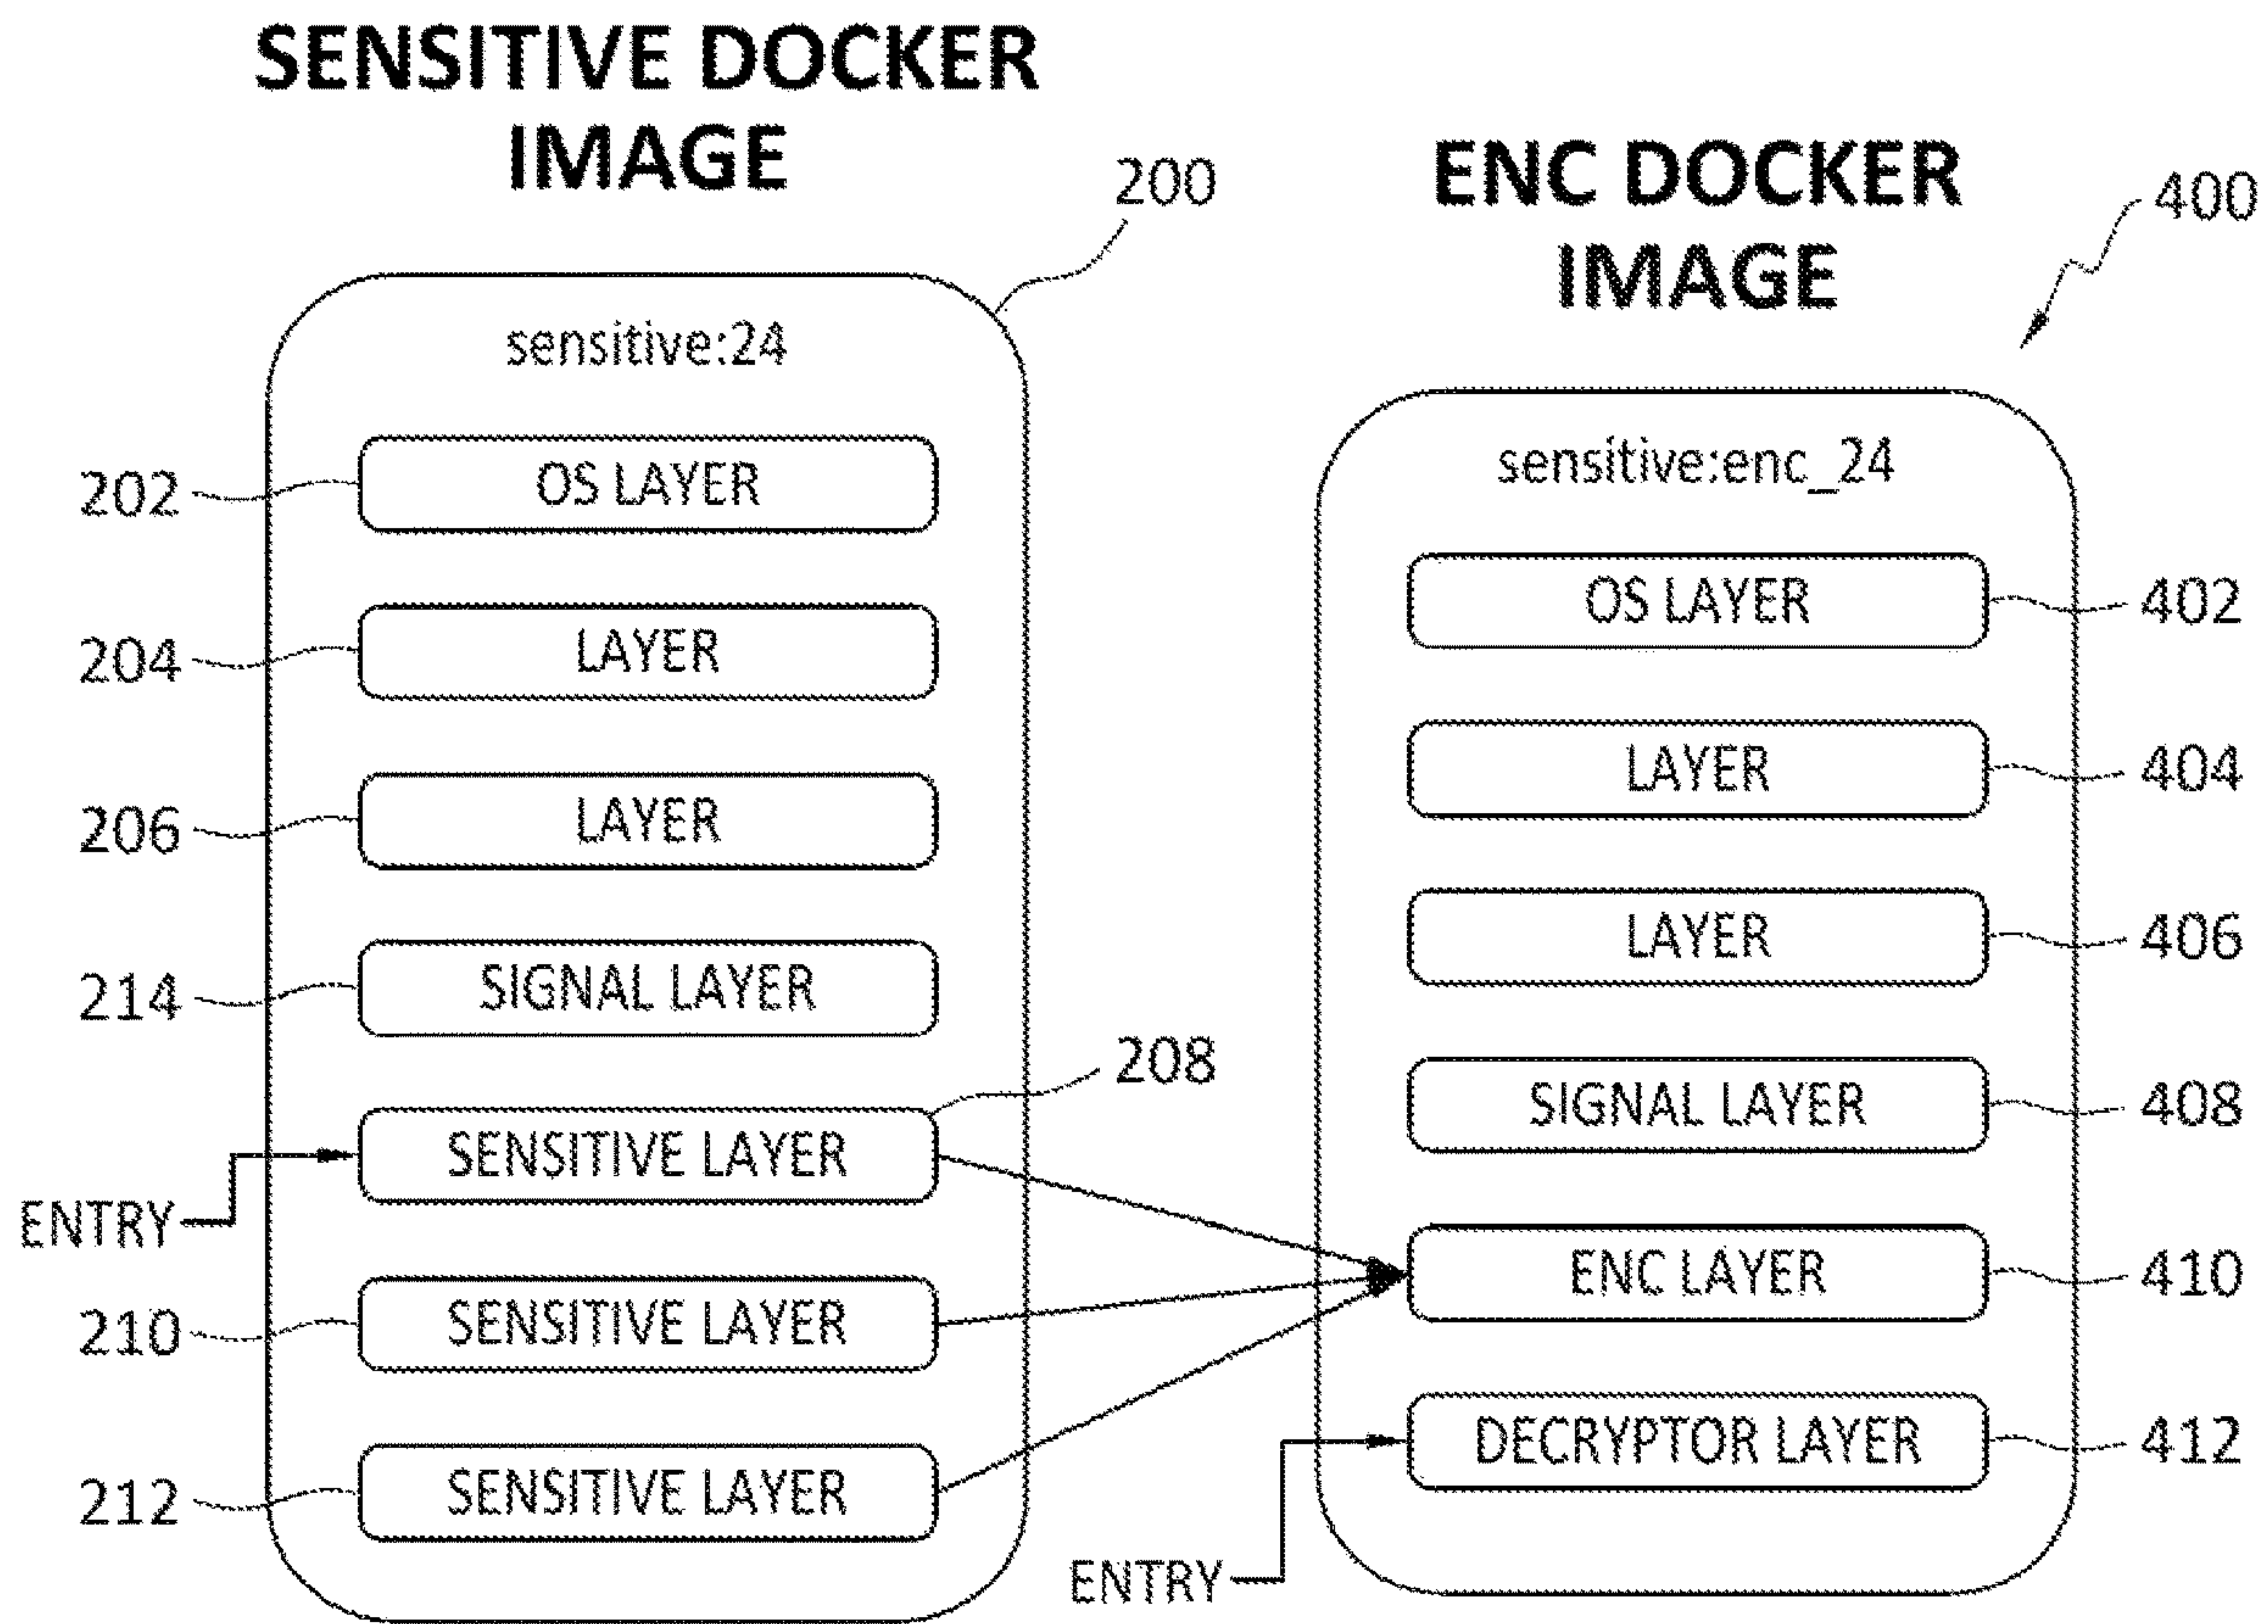 SENSITIVE DOCKER
IMAGE
200
sensitive:24
202
OS LAYER
204
LAYER
206
LAYER
214
SIGNAL LAYER
208
SENSITIVE LAYER
ENTRY
210
SENSITIVE LAYER
212
SENSITIVE LAYER
ENC DOCKER
IMAGE
400
sensitive:enc_24
OS LAYER
402
LAYER
404
LAYER
406
SIGNAL LAYER
408
ENC LAYER
410
DECRYPTOR LAYER
412
ENTRY